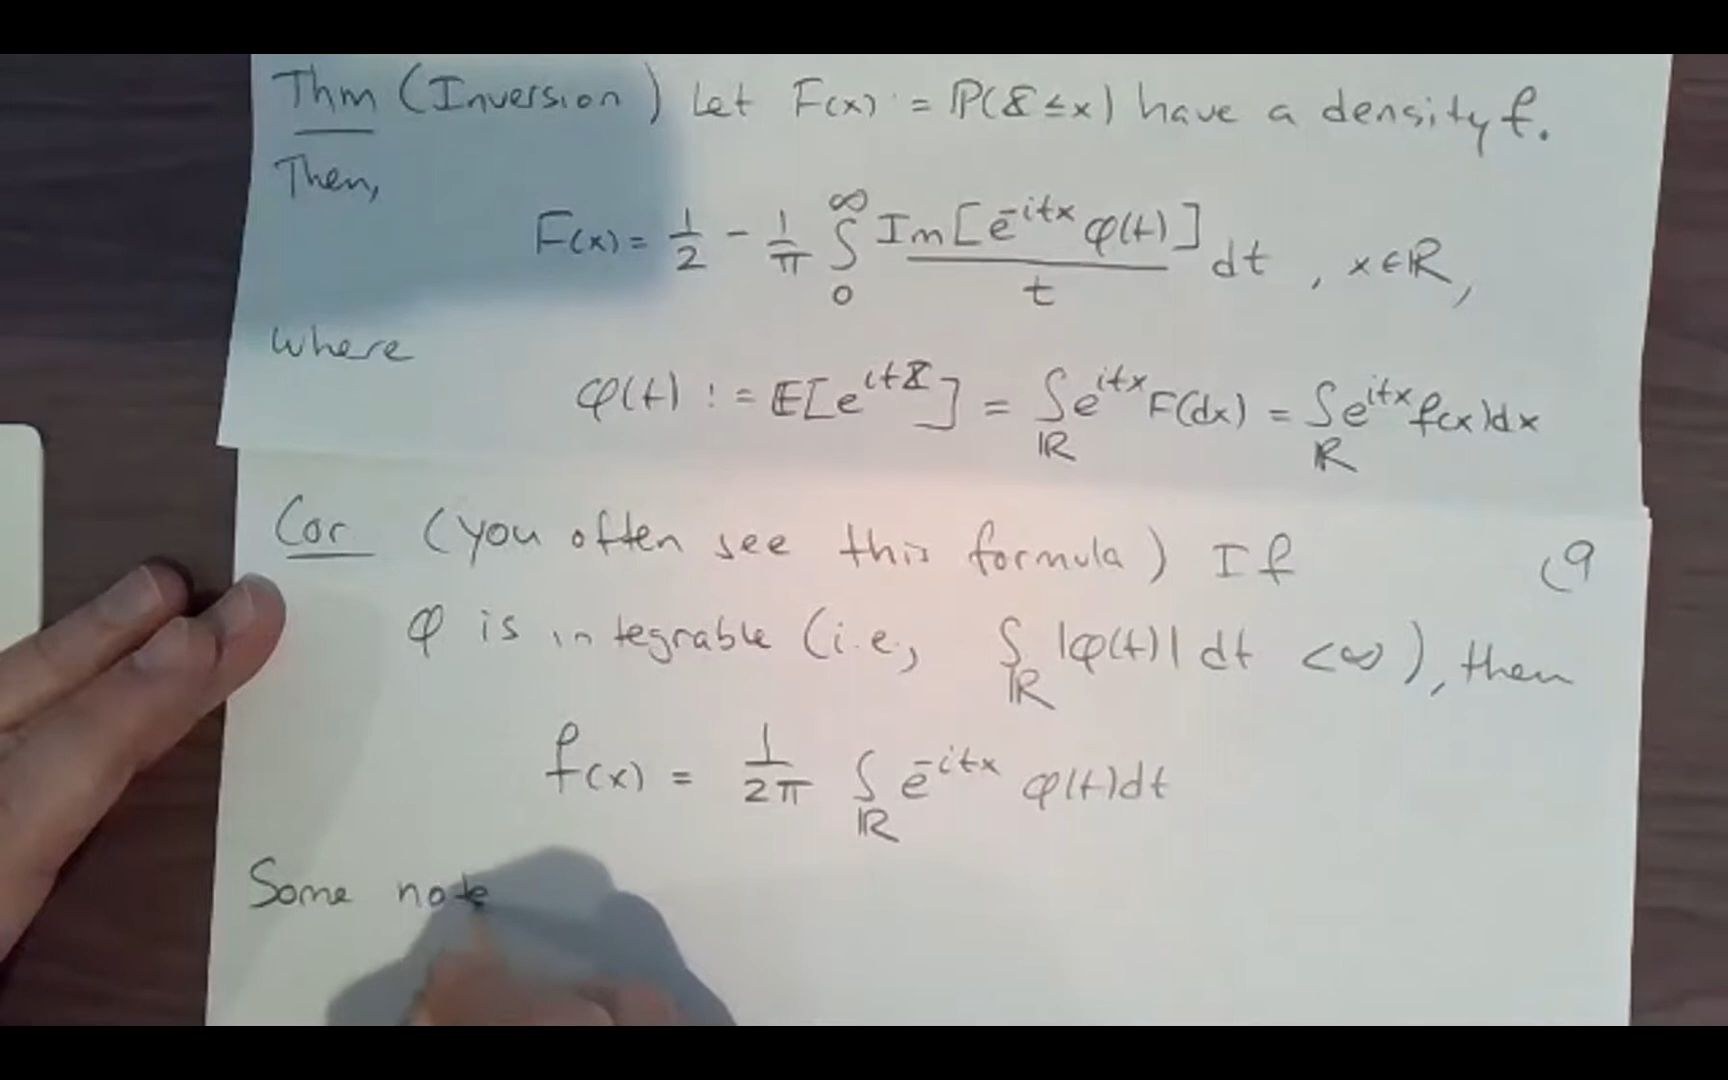 Thm (Inversion) Let F(x) := ℙ(X ≤ x) have a density f.
Then,
F(x) = 1/2 - 1/π ∫_0^∞ Im[e^{-itx} φ(t)] / t dt , x ∈ ℝ,
where
φ(t) := 𝔼[e^{itX}] = ∫_ℝ e^{itx} F(dx) = ∫_ℝ e^{itx} f(x) dx
Cor (you often see this formula) If
φ is integrable (i.e., ∫_ℝ |φ(t)| dt < ∞), then
f(x) = 1/2π ∫_ℝ e^{-itx} φ(t) dt
Some note